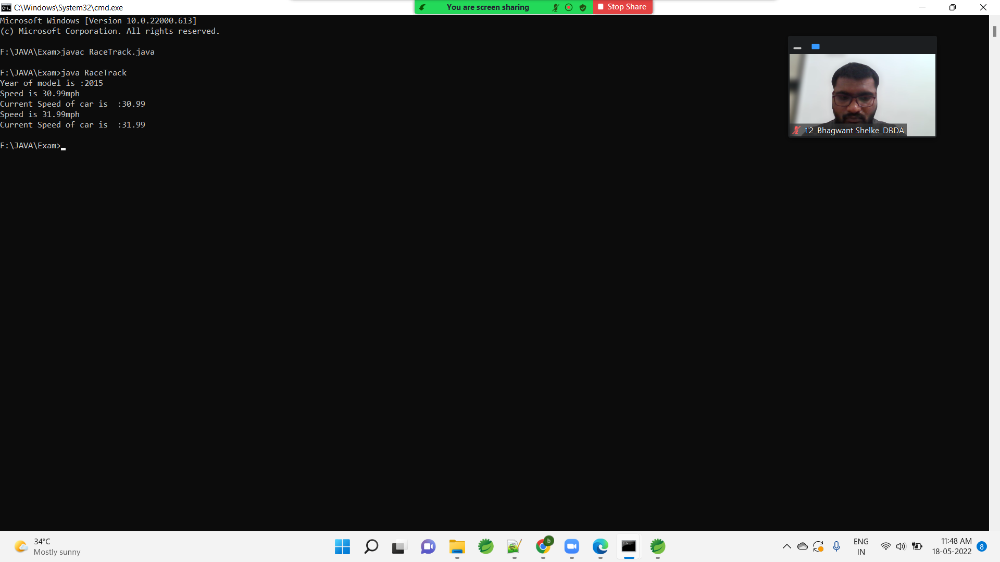 C:\Windows\System32\cmd.exe
You are screen sharing
Stop Share
Microsoft Windows [Version 10.0.22000.613]
(c) Microsoft Corporation. All rights reserved.
F:\JAVA\Exam>javac RaceTrack.java
F:\JAVA\Exam>java RaceTrack
Year of model is :2015
Speed is 30.99mph
Current Speed of car is  :30.99
Speed is 31.99mph
Current Speed of car is  :31.99
F:\JAVA\Exam>
12_Bhagwant Shelke_DBDA
34°C
Mostly sunny
b
ENG
IN
11:48 AM
18-05-2022
8